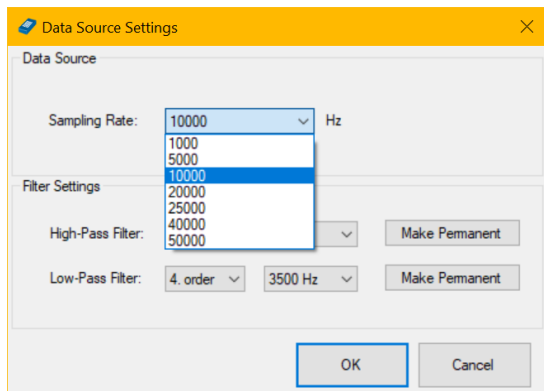 Data Source Settings
Data Source
Sampling Rate: 10000 Hz
1000
5000
10000
20000
25000
40000
50000
Filter Settings
High-Pass Filter: Make Permanent
Low-Pass Filter: 4. order 3500 Hz Make Permanent
OK Cancel